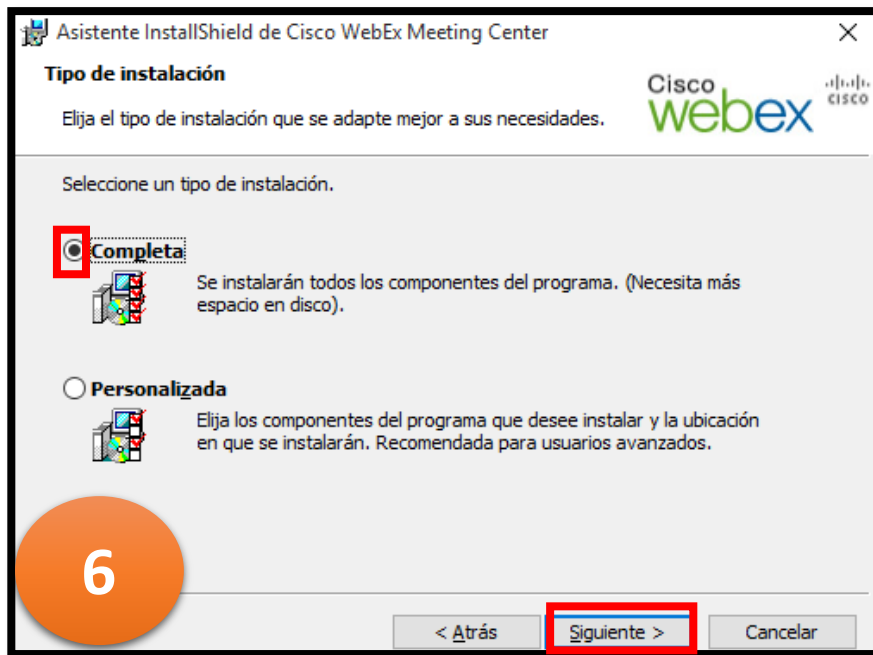 Asistente InstallShield de Cisco WebEx Meeting Center
Tipo de instalación
Elija el tipo de instalación que se adapte mejor a sus necesidades.
Cisco
webex
cisco
Seleccione un tipo de instalación.
Completa
Se instalarán todos los componentes del programa. (Necesita más
espacio en disco).
Personalizada
Elija los componentes del programa que desee instalar y la ubicación
en que se instalarán. Recomendada para usuarios avanzados.
6
< Atrás
Siguiente >
Cancelar